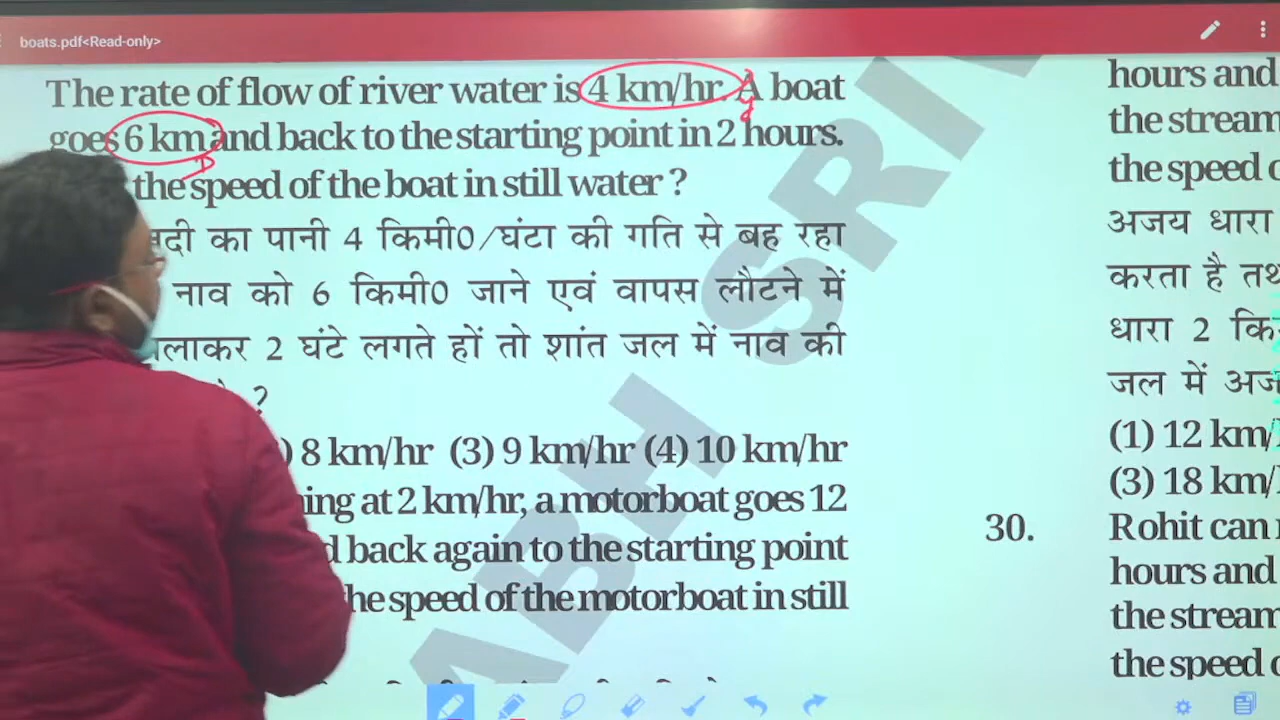 boats.pdf<Read-only>
The rate of flow of river water is 4 km/hr. A boat
goes 6 km and back to the starting point in 2 hours.
the speed of the boat in still water ?
नदी का पानी 4 किमी0/घंटा की गति से बह रहा
नाव को 6 किमी0 जाने एवं वापस लौटने में
2 घंटे लगते हों तो शांत जल में नाव की
?
) 8 km/hr (3) 9 km/hr (4) 10 km/hr
at 2 km/hr, a motorboat goes 12
back again to the starting point
the speed of the motorboat in still
hours and
the stream
the speed
अजय धारा
करता है
धारा 2
जल में
(1) 12 km/
(3) 18 km/
30. Rohit can
hours and
the stream
the speed
ABH SRIV